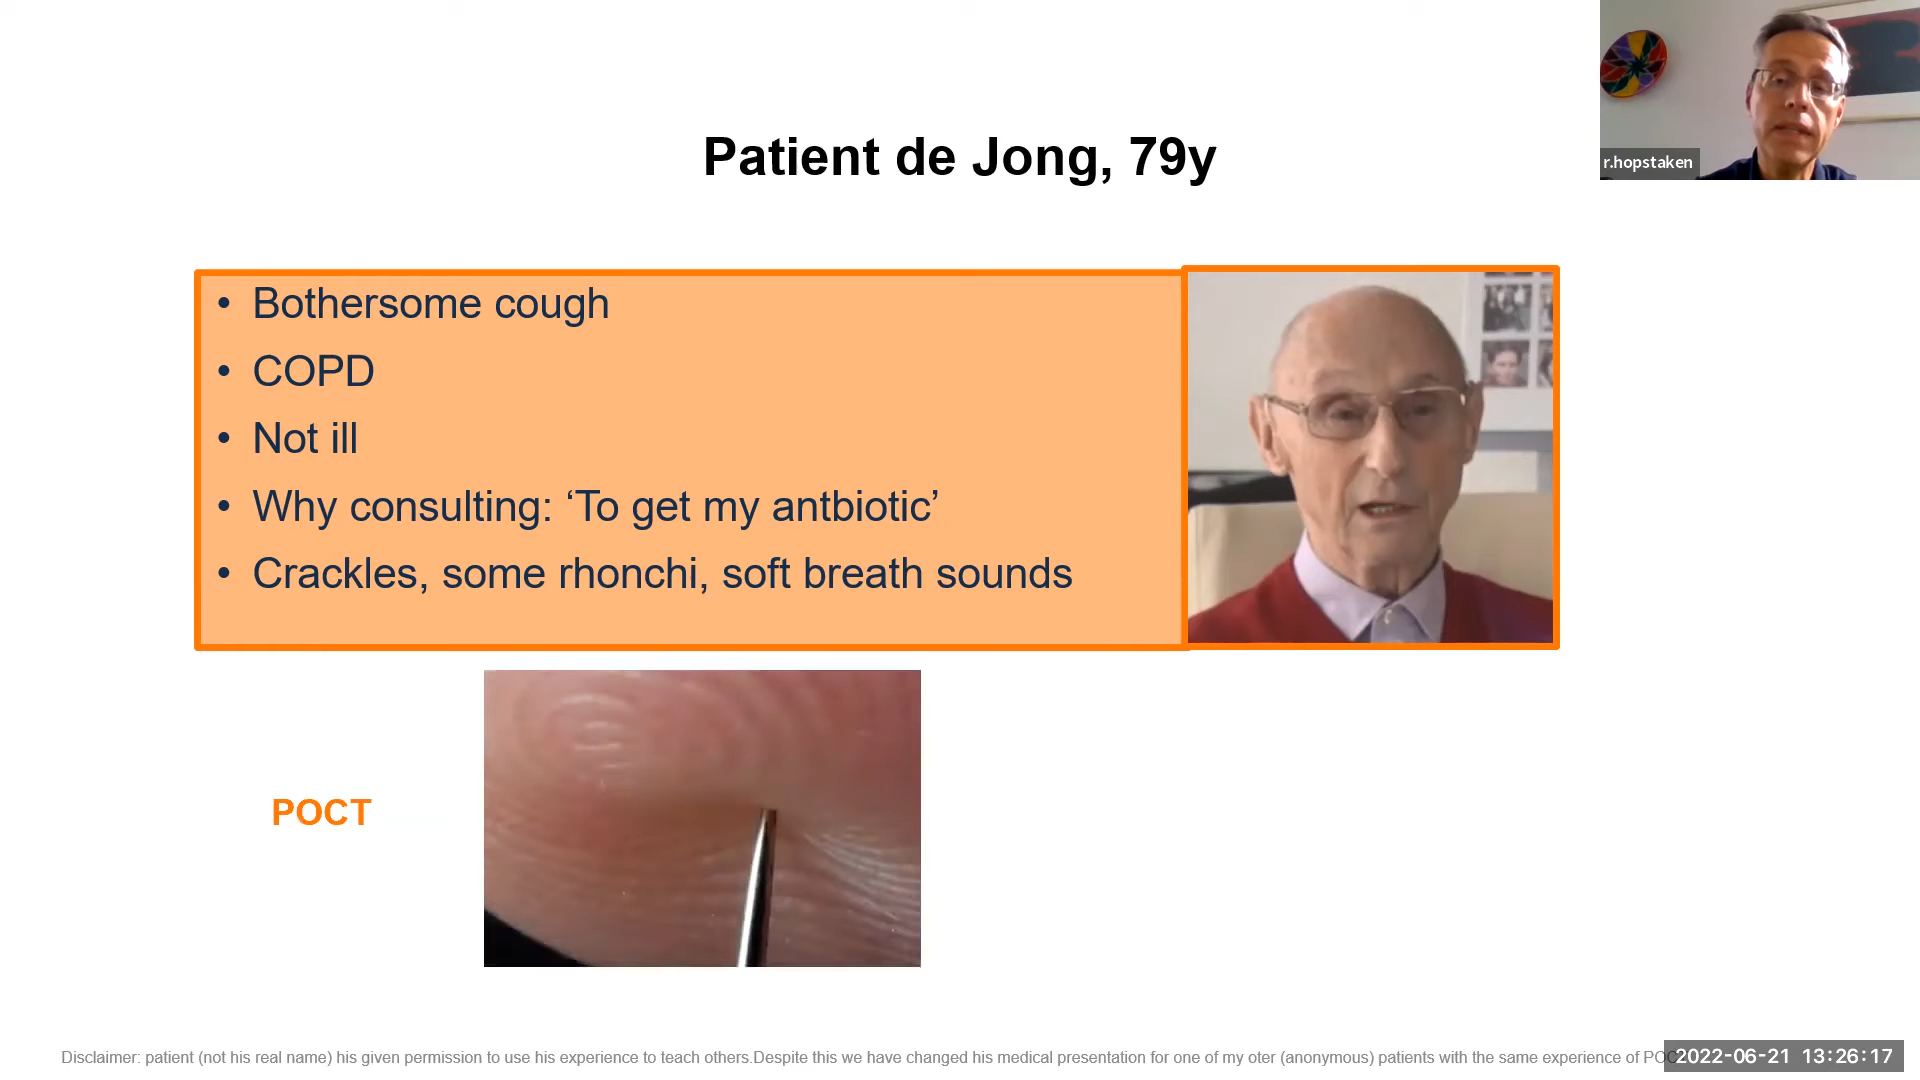 r.hopstaken
Patient de Jong, 79y
• Bothersome cough
• COPD
• Not ill
• Why consulting: ‘To get my antbiotic’
• Crackles, some rhonchi, soft breath sounds
POCT
Disclaimer: patient (not his real name) his given permission to use his experience to teach others.Despite this we have changed his medical presentation for one of my oter (anonymous) patients with the same experience of
2022-06-21 13:26:17